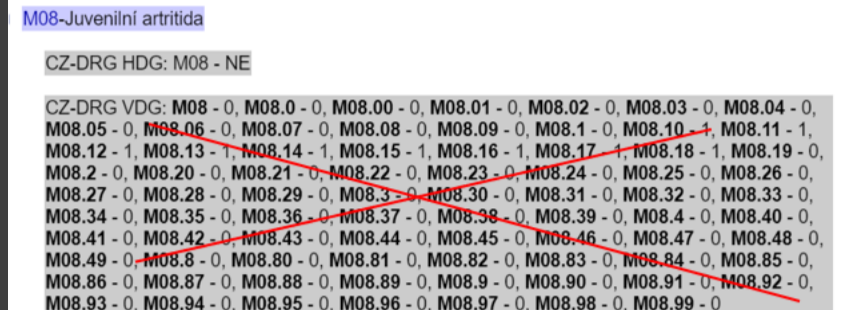 M08-Juvenilní artritida
CZ-DRG HDG: M08 - NE
CZ-DRG VDG: M08 - 0, M08.0 - 0, M08.00 - 0, M08.01 - 0, M08.02 - 0, M08.03 - 0, M08.04 - 0,
M08.05 - 0, M08.06 - 0, M08.07 - 0, M08.08 - 0, M08.09 - 0, M08.1 - 0, M08.10 - 1, M08.11 - 1,
M08.12 - 1, M08.13 - 1, M08.14 - 1, M08.15 - 1, M08.16 - 1, M08.17 - 1, M08.18 - 1, M08.19 - 0,
M08.2 - 0, M08.20 - 0, M08.21 - 0, M08.22 - 0, M08.23 - 0, M08.24 - 0, M08.25 - 0, M08.26 - 0,
M08.27 - 0, M08.28 - 0, M08.29 - 0, M08.3 - 0, M08.30 - 0, M08.31 - 0, M08.32 - 0, M08.33 - 0,
M08.34 - 0, M08.35 - 0, M08.36 - 0, M08.37 - 0, M08.38 - 0, M08.39 - 0, M08.4 - 0, M08.40 - 0,
M08.41 - 0, M08.42 - 0, M08.43 - 0, M08.44 - 0, M08.45 - 0, M08.46 - 0, M08.47 - 0, M08.48 - 0,
M08.49 - 0, M08.8 - 0, M08.80 - 0, M08.81 - 0, M08.82 - 0, M08.83 - 0, M08.84 - 0, M08.85 - 0,
M08.86 - 0, M08.87 - 0, M08.88 - 0, M08.89 - 0, M08.9 - 0, M08.90 - 0, M08.91 - 0, M08.92 - 0,
M08.93 - 0, M08.94 - 0, M08.95 - 0, M08.96 - 0, M08.97 - 0, M08.98 - 0, M08.99 - 0